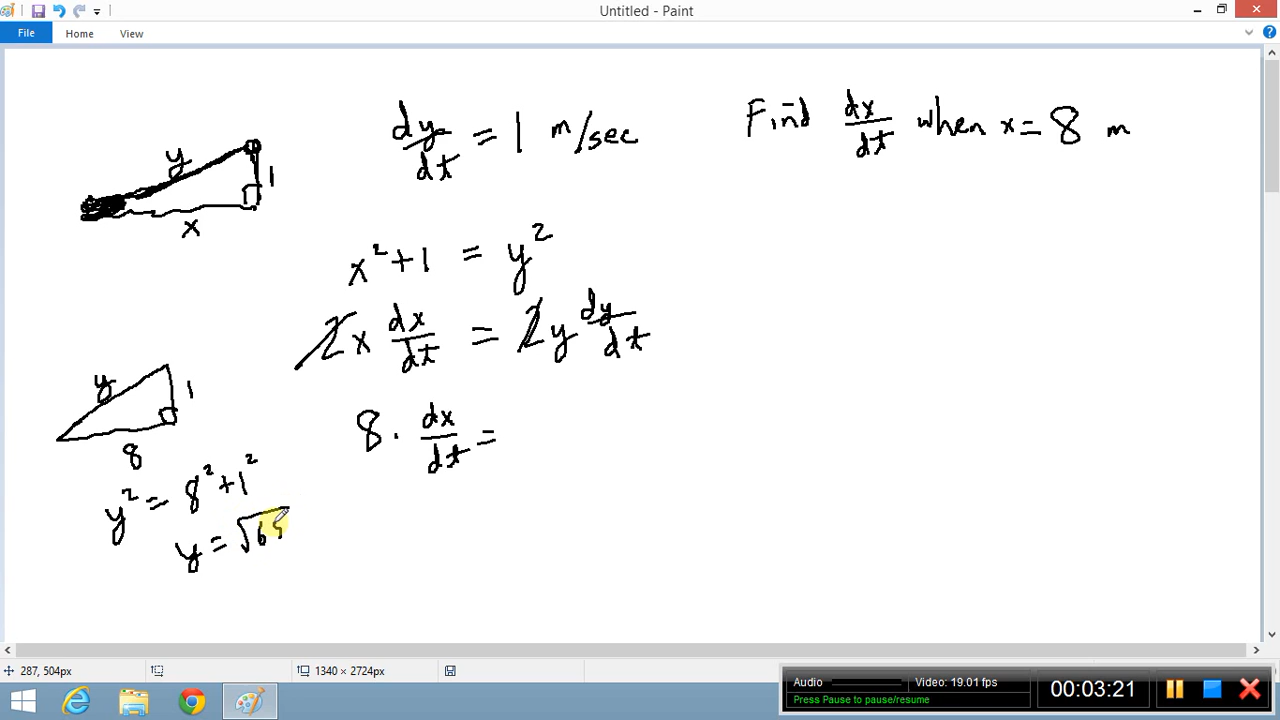 Untitled - Paint
File Home View
dy/dt = 1 m/sec
Find dx/dt when x = 8 m
y
1
x
x² + 1 = y²
2x dx/dt = 2y dy/dt
y
1
8
8 · dx/dt =
y² = 8² + 1²
y = √65
287, 504px
1340 × 2724px
Audio
Video: 19.01 fps
Press Pause to pause/resume
00:03:21